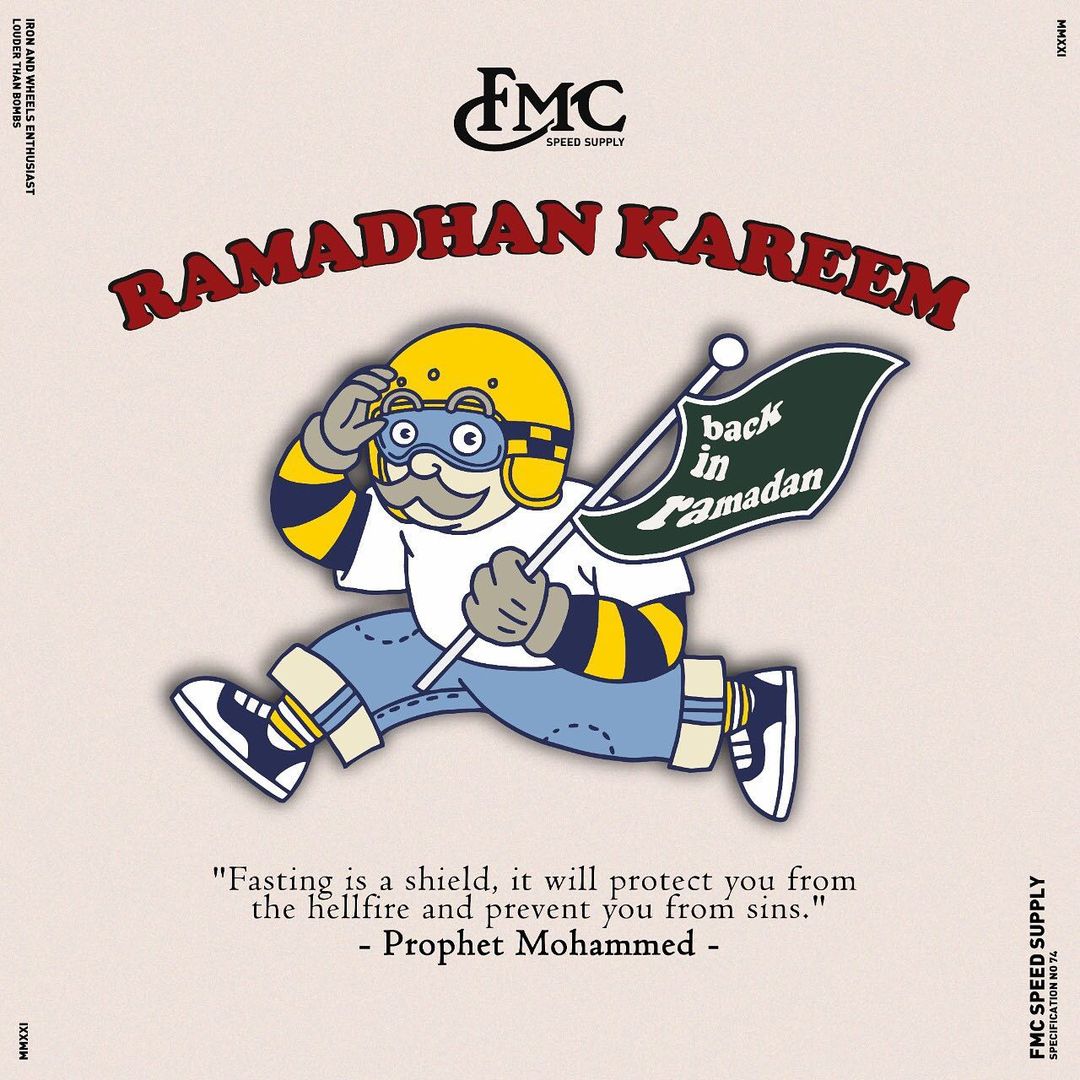 IRON AND WHEELS ENTHUSIAST
LOUDER THAN BOMBS
MMXXI
FMC
SPEED SUPPLY
RAMADHAN KAREEM
back
in
ramadan
"Fasting is a shield, it will protect you from
the hellfire and prevent you from sins."
- Prophet Mohammed -
MMXXI
FMC SPEED SUPPLY
SPECIFICATION NO 74